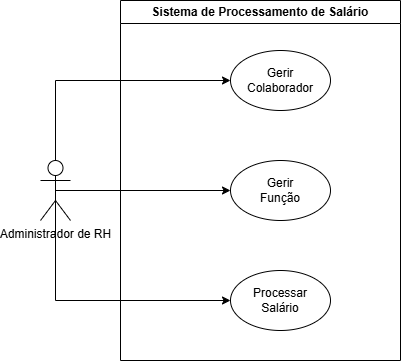 Sistema de Processamento de Salário
Gerir
Colaborador
Gerir
Função
Administrador de RH
Processar
Salário